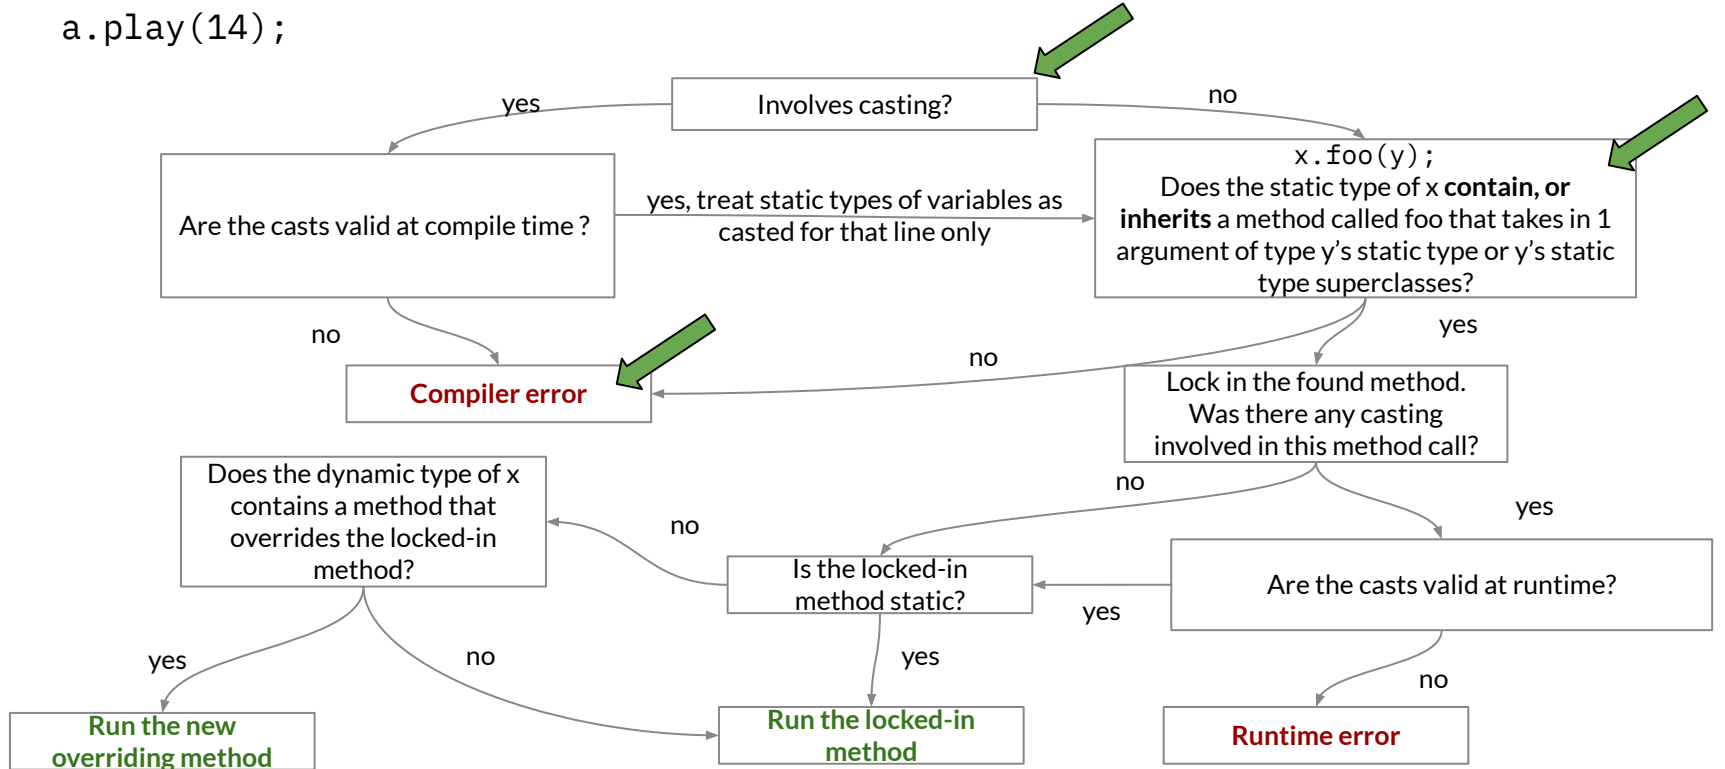 a.play(14);
Involves casting?
yes
no
x.foo(y);
Does the static type of x contain, or
inherits a method called foo that takes in 1
argument of type y’s static type or y’s static
type superclasses?
Are the casts valid at compile time ?
yes, treat static types of variables as
casted for that line only
no
yes
no
Compiler error
Lock in the found method.
Was there any casting
involved in this method call?
no
yes
Does the dynamic type of x
contains a method that
overrides the locked-in
method?
no
Is the locked-in
method static?
yes
Are the casts valid at runtime?
yes
no
yes
no
Run the new
overriding method
Run the locked-in
method
Runtime error